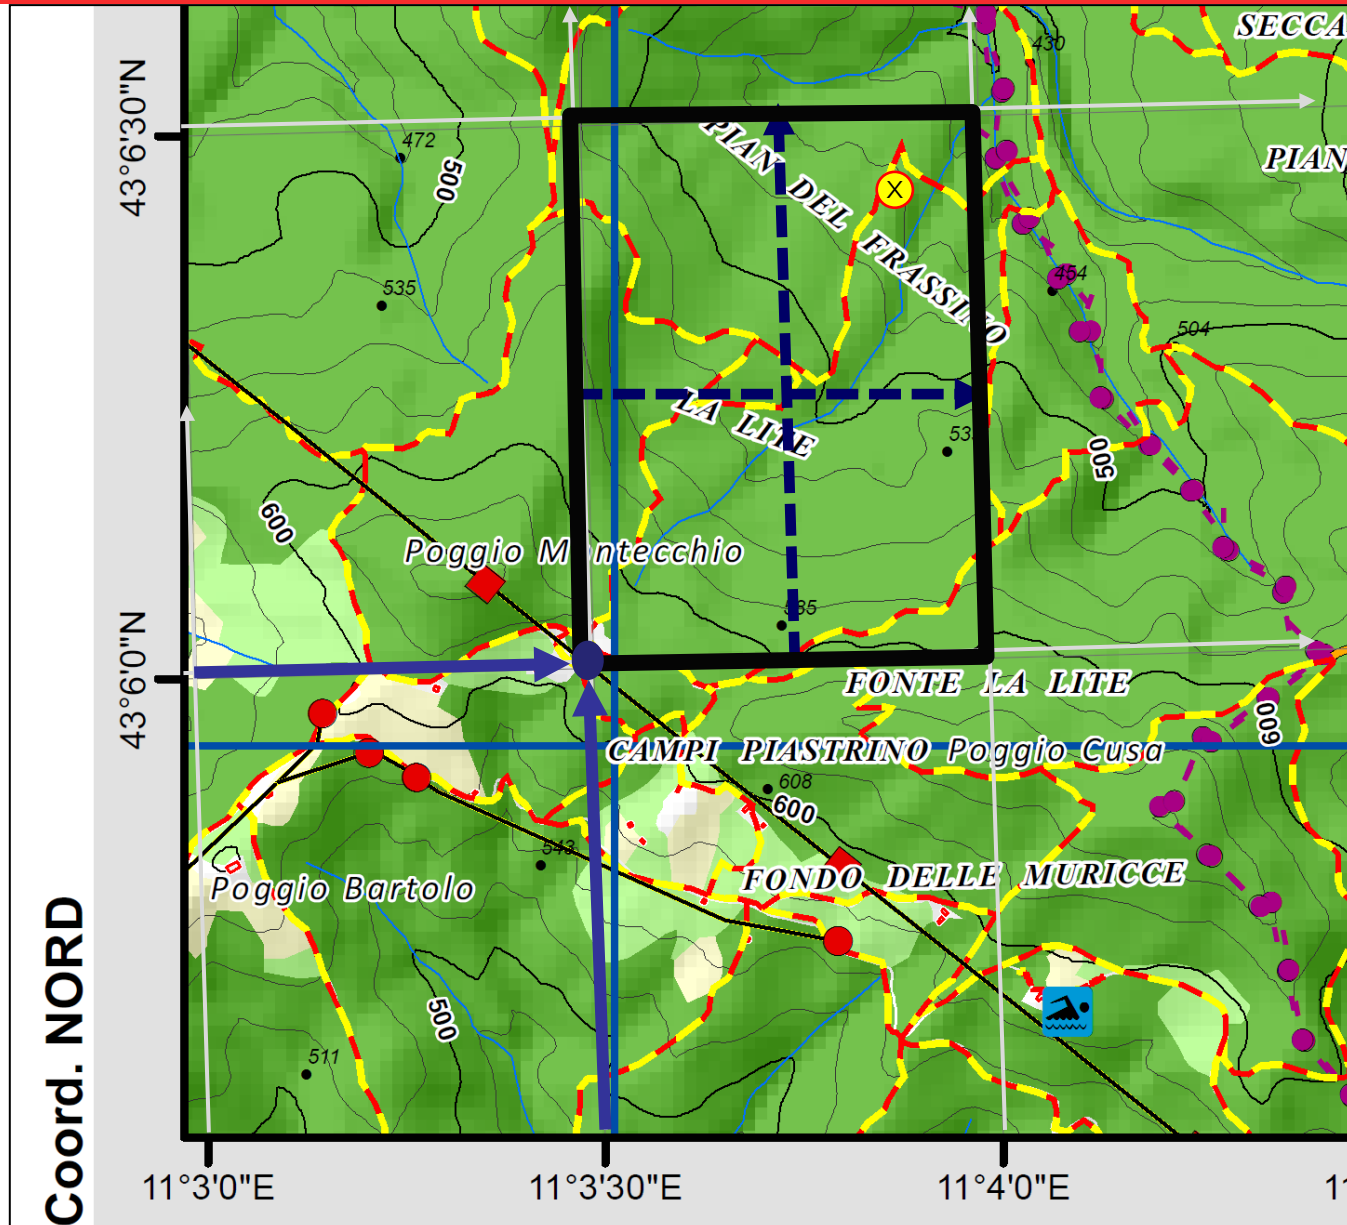 SECCA
430
43°6'30"N
472
PIAN
500
X
PIAN DEL FRASSINO
454
535
504
LA LITE
53
500
600
Poggio Montecchio
535
43°6'0"N
FONTE LA LITE
600
CAMPI PIASTRINO
Poggio Cusa
608
600
543
FONDO DELLE MURICCE
Poggio Bartolo
500
511
Coord. NORD
11°3'0"E
11°3'30"E
11°4'0"E
11